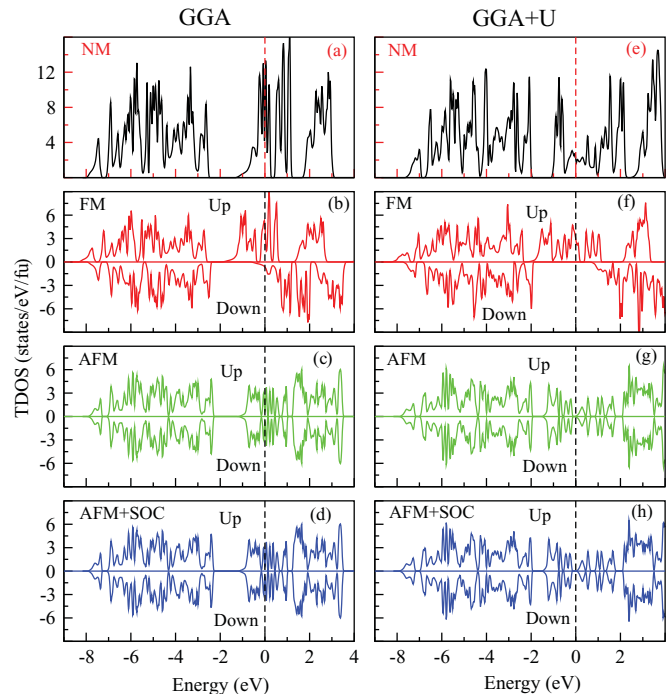 GGA GGA+U
NM (a) NM (e)
12
8
4
FM Up (b) FM Up (f)
6
3
0
-3
-6
Down Down
AFM Up (c) AFM Up (g)
6
3
0
-3
-6
Down Down
AFM+SOC Up (d) AFM+SOC Up (h)
6
3
0
-3
-6
Down Down
TDOS (states/eV/fu)
-8 -6 -4 -2 0 2 4 -8 -6 -4 -2 0 2 4
Energy (eV) Energy (eV)